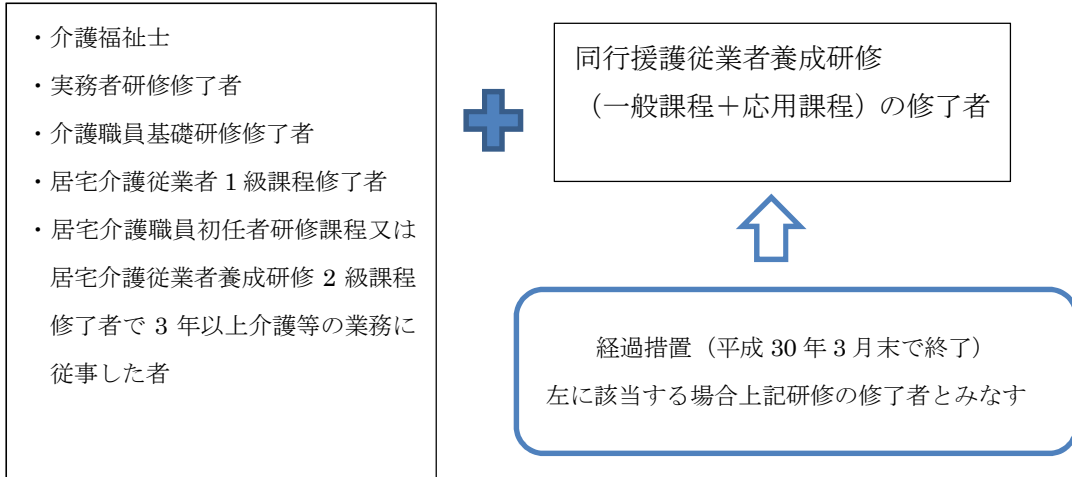 ・介護福祉士
・実務者研修修了者
・介護職員基礎研修修了者
・居宅介護従業者 1 級課程修了者
・居宅介護職員初任者研修課程又は
居宅介護従業者養成研修 2 級課程
修了者で 3 年以上介護等の業務に
従事した者
同行援護従業者養成研修
（一般課程＋応用課程）の修了者
経過措置（平成 30 年 3 月末で終了）
左に該当する場合上記研修の修了者とみなす